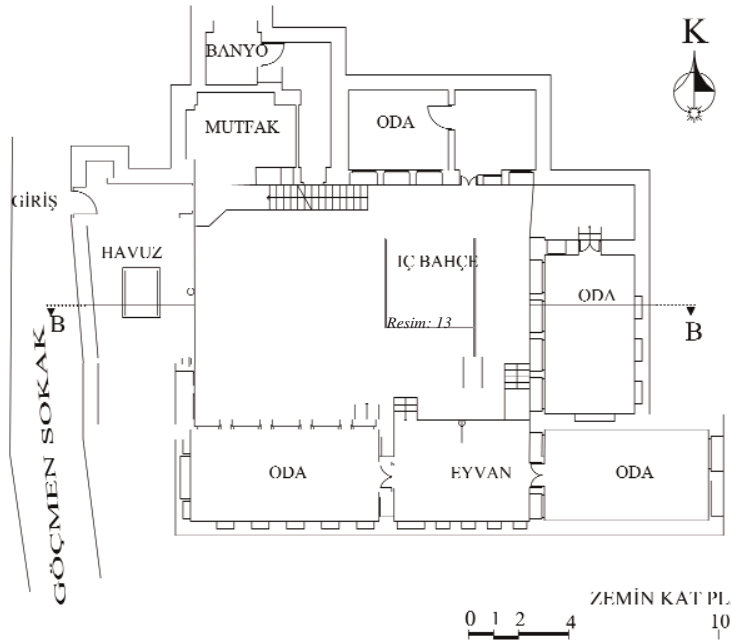 BANYO
K
MUTFAK
ODA
GİRİŞ
HAVUZ
İÇ BAHÇE
ODA
Resim: 13
B
B
GÖÇMEN SOKAK
ODA
EYVAN
ODA
ZEMİN KAT PL
0 1 2 4 10